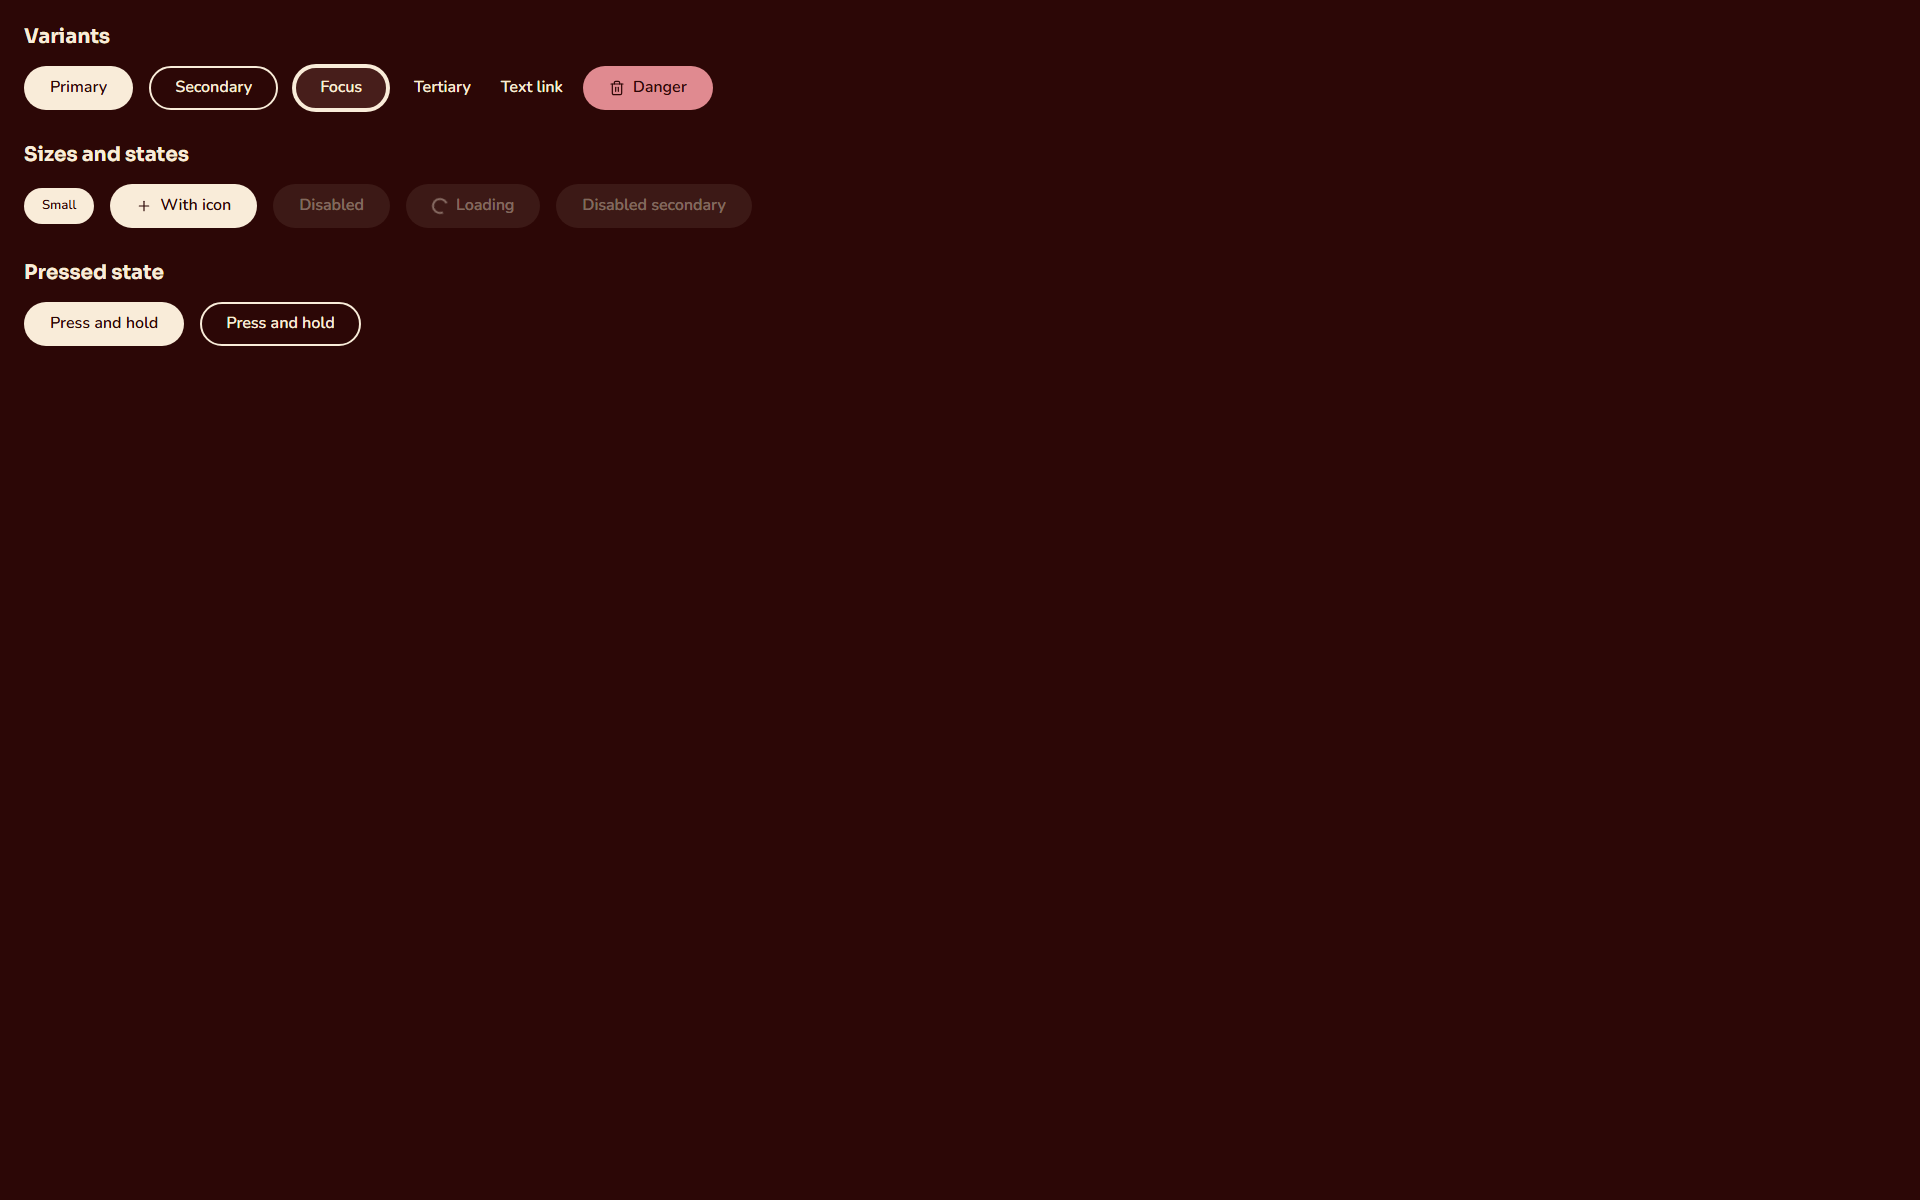 Variants
Primary Secondary Focus Tertiary Text link Danger
Sizes and states
Small With icon Disabled Loading Disabled secondary
Pressed state
Press and hold Press and hold